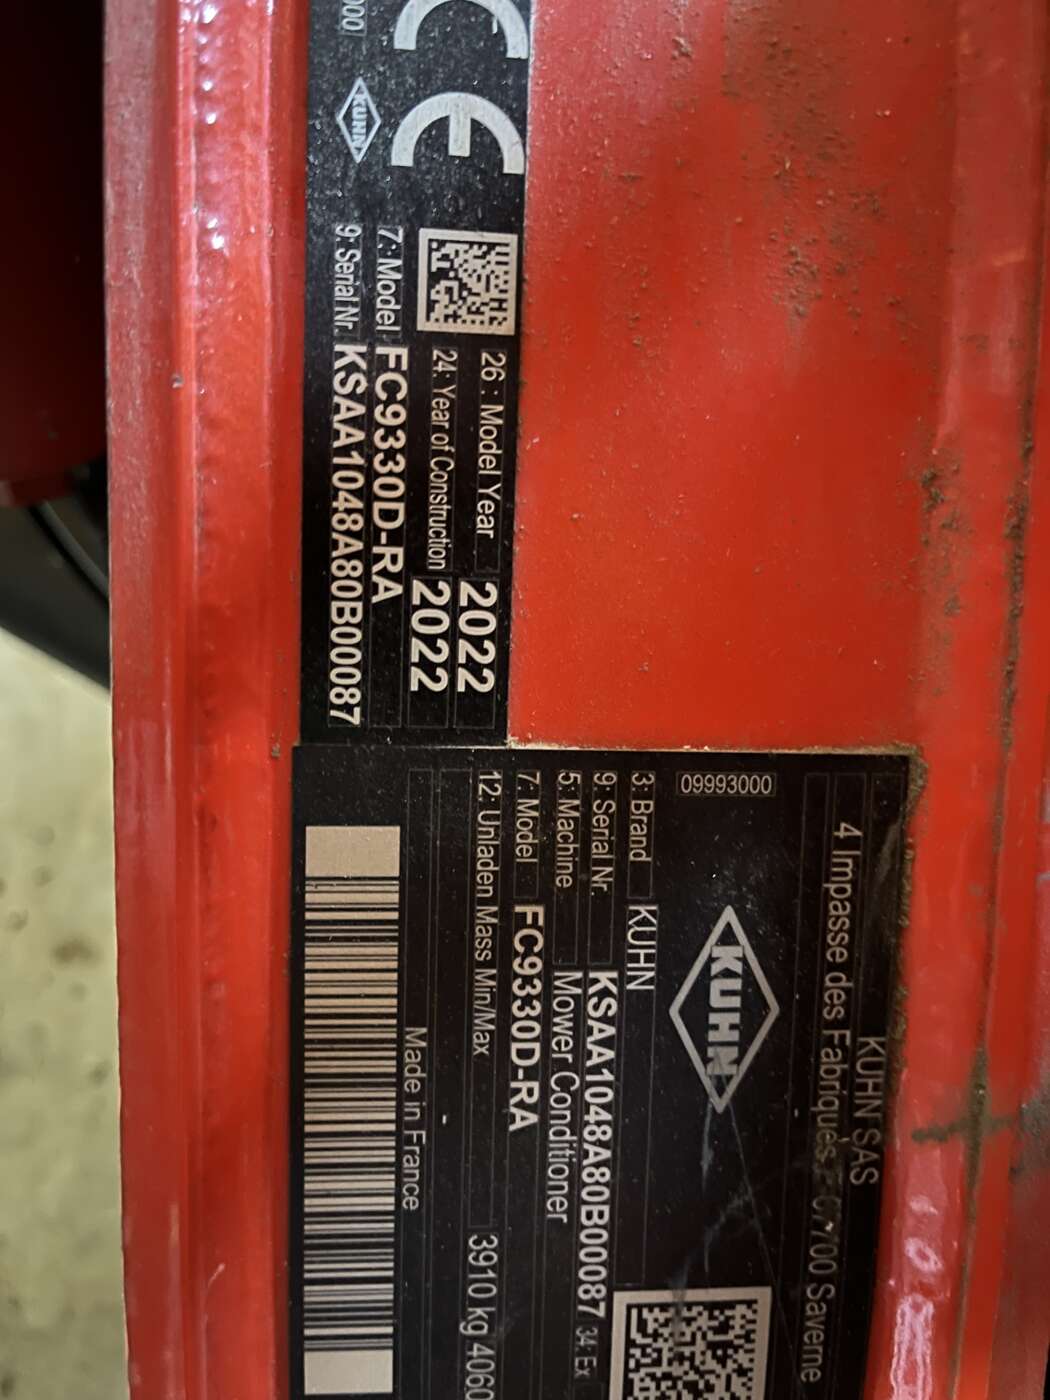 000
KUHN
CE
26: Model Year 2022
24: Year of Construction 2022
7: Model FC9330D-RA
9: Serial Nr. KSAA1048A80B00087
KUHN SAS
4 Impasse des Fabriques 67700 Saverne
09993000
KUHN
3: Brand KUHN
9: Serial Nr. KSAA1048A80B00087 34: Ex
5: Machine Mower Conditioner
7: Model FC9330D-RA
12: Unladen Mass Min/Max 3910 kg 4060
Made in France